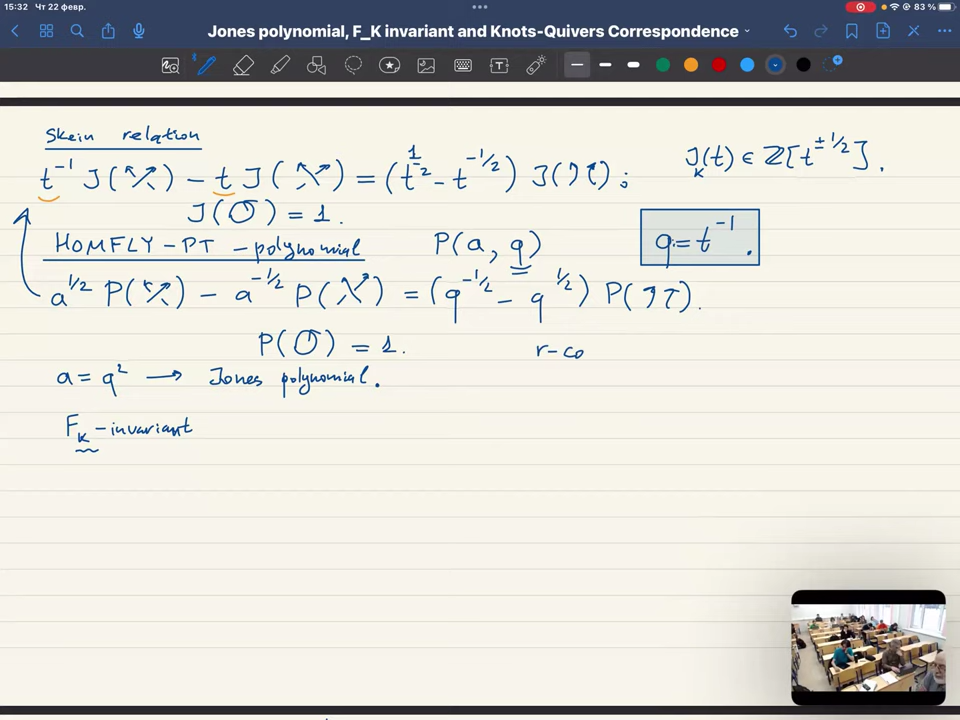 15:32 Чт 22 февр.
83 %
Jones polynomial, F_K invariant and Knots-Quivers Correspondence
Skein relation
t^{-1} J(↖↗) − t J(↖↗) = (t^{1/2} − t^{-1/2}) J(↑↑) ;
J_K(t) ∈ ℤ[t^{±1/2}].
J(O) = 1.
HOMFLY-PT - polynomial
P(a, q)
q = t^{-1}.
a^{1/2} P(↖↗) − a^{-1/2} P(↖↗) = (q^{-1/2} − q^{1/2}) P(↑↑).
P(O) = 1.
r-co
a = q^2 → Jones polynomial.
F_K - invariant